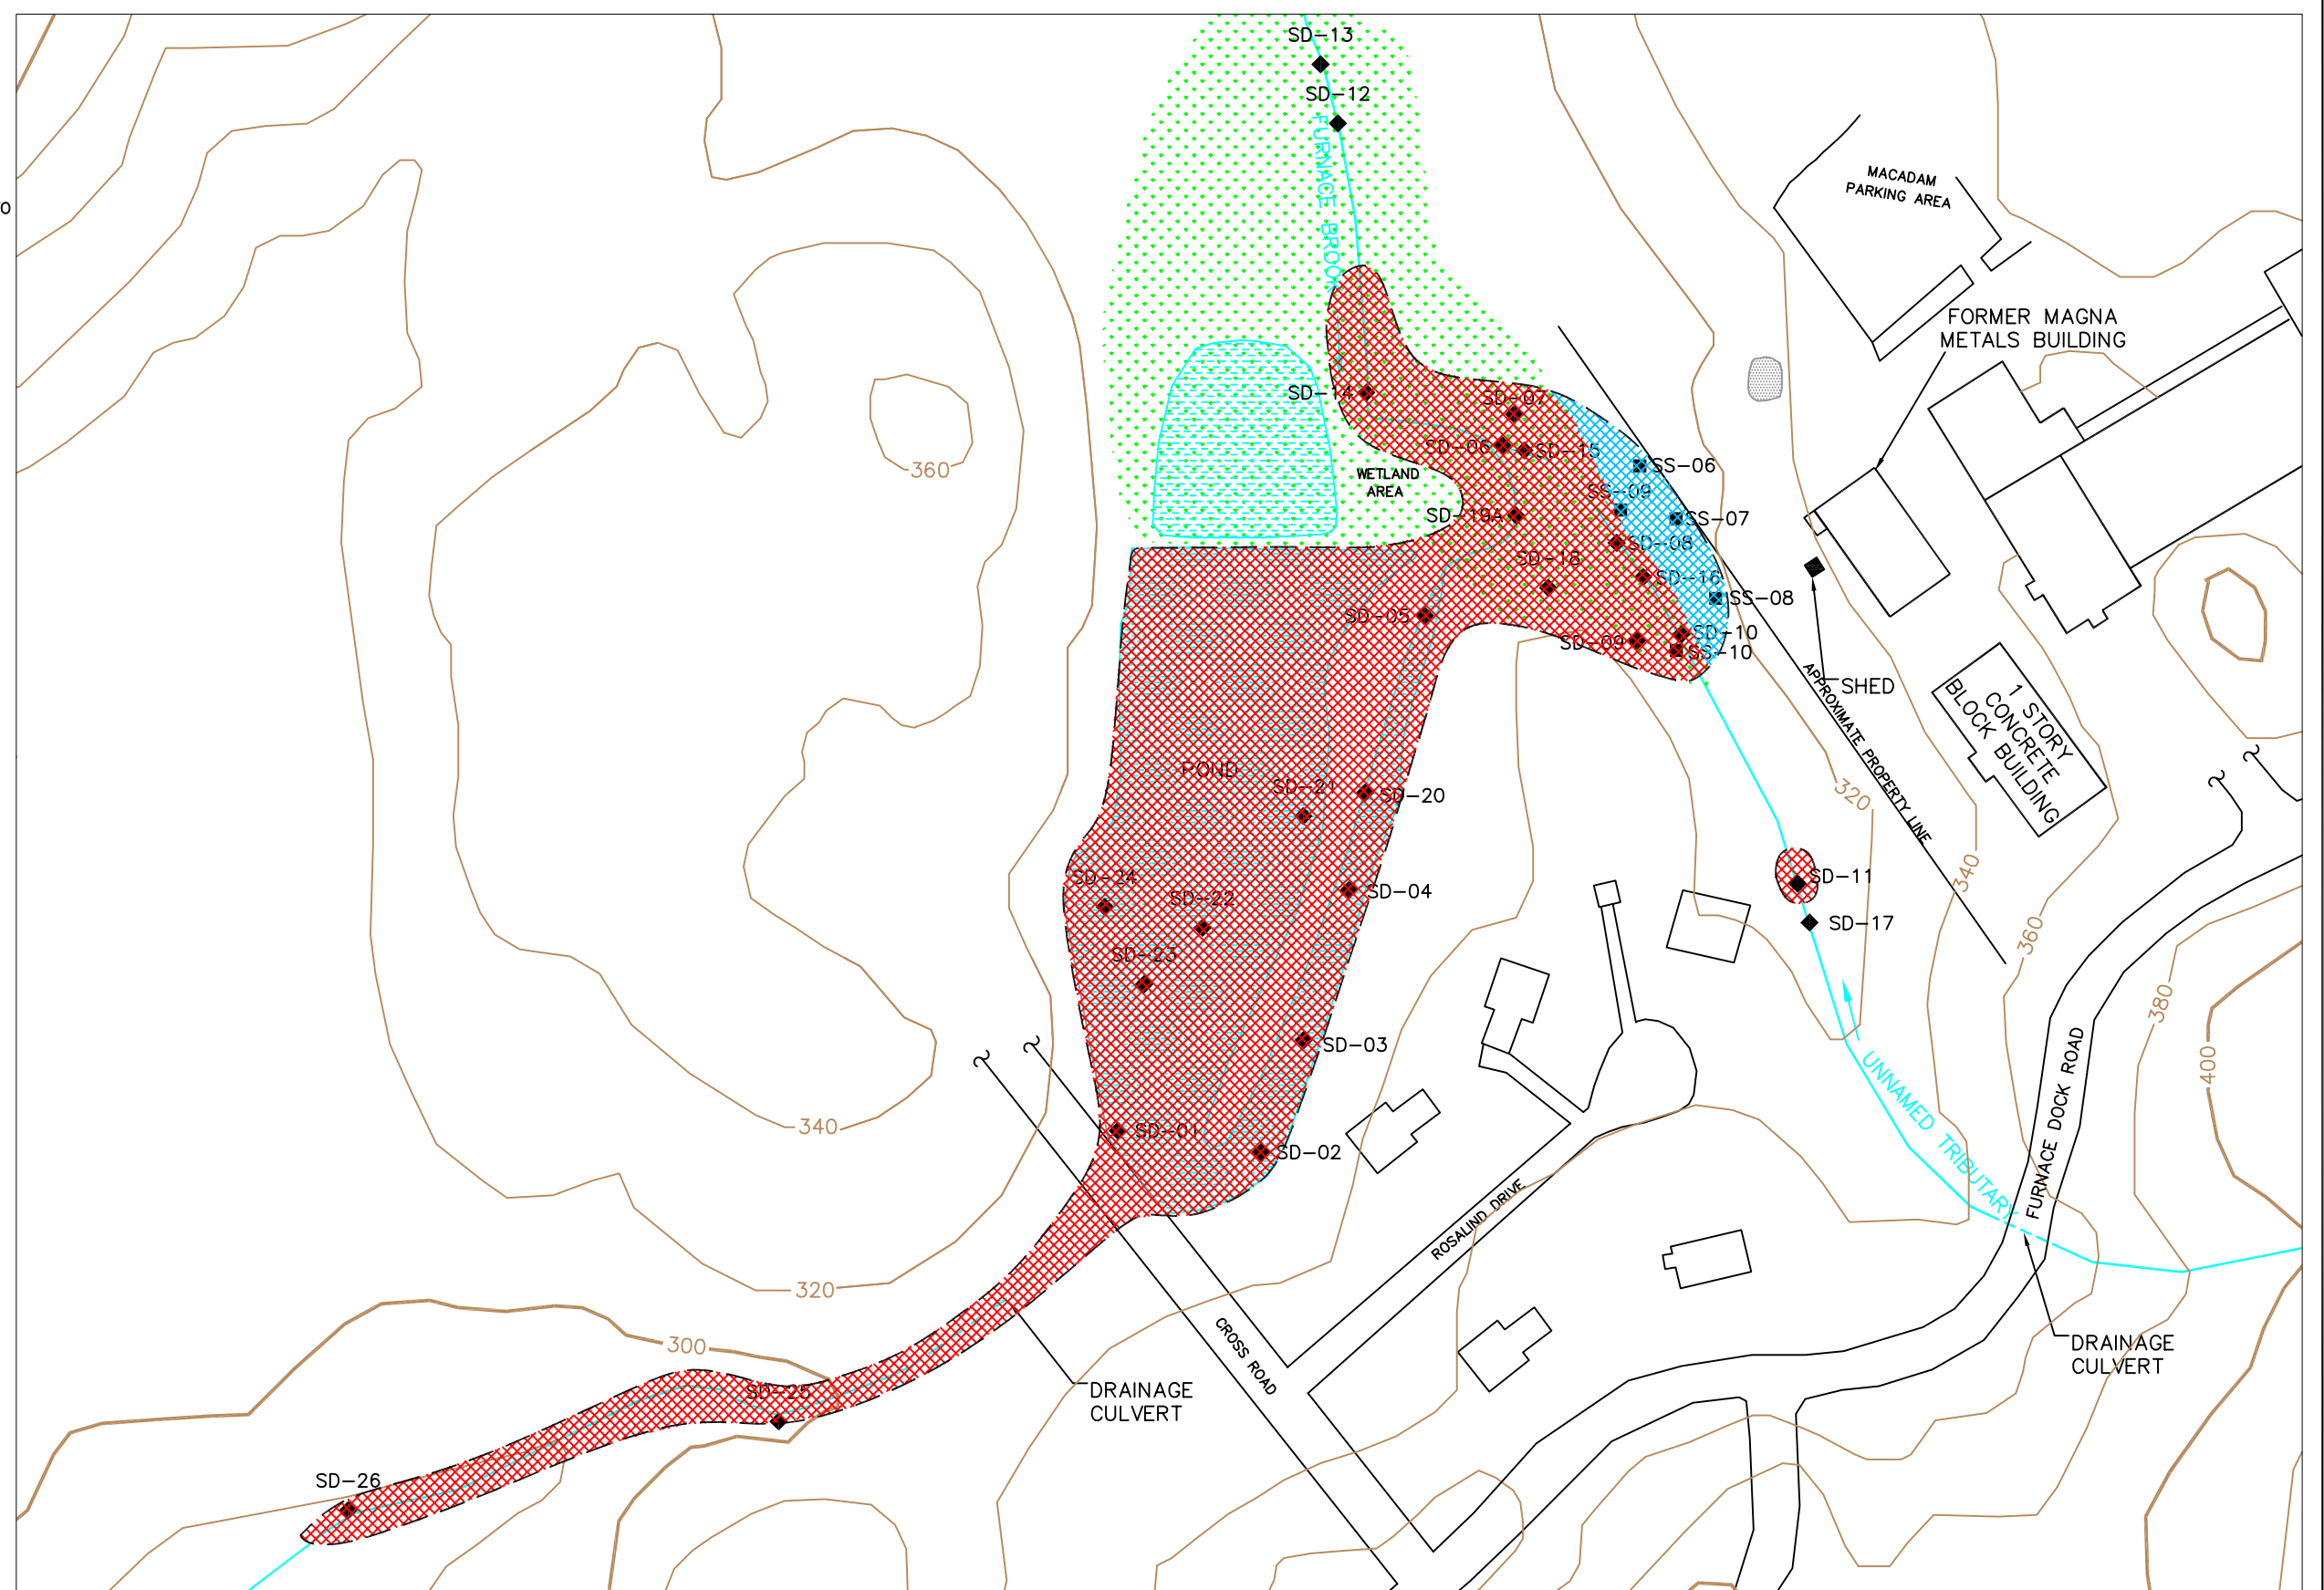 SD-13
SD-12
FURNACE BROOK
MACADAM
PARKING AREA
FORMER MAGNA
METALS BUILDING
SD-14
SD-07
SD-06
SD-15
SS-06
360
WETLAND
AREA
SS-09
SD-19A
SS-07
SD-08
SD-18
SD-16
SS-08
SD-05
SD-09
SD-10
SS-10
SHED
APPROXIMATE PROPERTY LINE
1 STORY
CONCRETE
BLOCK BUILDING
POND
SD-21
SD-20
320
SD-24
SD-22
SD-04
SD-11
340
SD-17
360
SD-23
380
SD-03
400
UNNAMED TRIBUTARY
FURNACE DOCK ROAD
340
SD-01
SD-02
ROSALIND DRIVE
320
300
CROSS ROAD
DRAINAGE
CULVERT
DRAINAGE
CULVERT
SD-25
SD-26